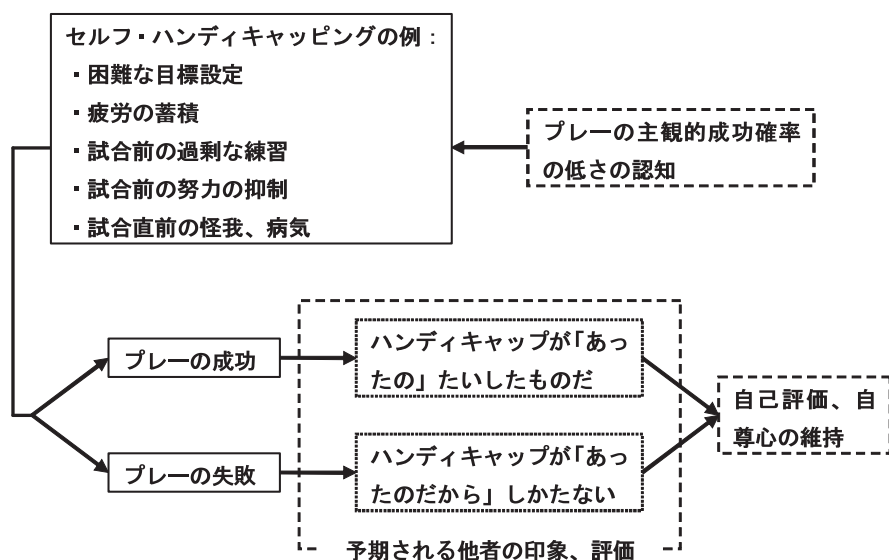 セルフ・ハンディキャッピングの例：
・困難な目標設定
・疲労の蓄積
・試合前の過剰な練習
・試合前の努力の抑制
・試合直前の怪我、病気
プレーの主観的成功確率
の低さの認知
プレーの成功
ハンディキャップが「あっ
たの」たいしたものだ
自己評価、自
尊心の維持
プレーの失敗
ハンディキャップが「あっ
たのだから」しかたない
予期される他者の印象、評価